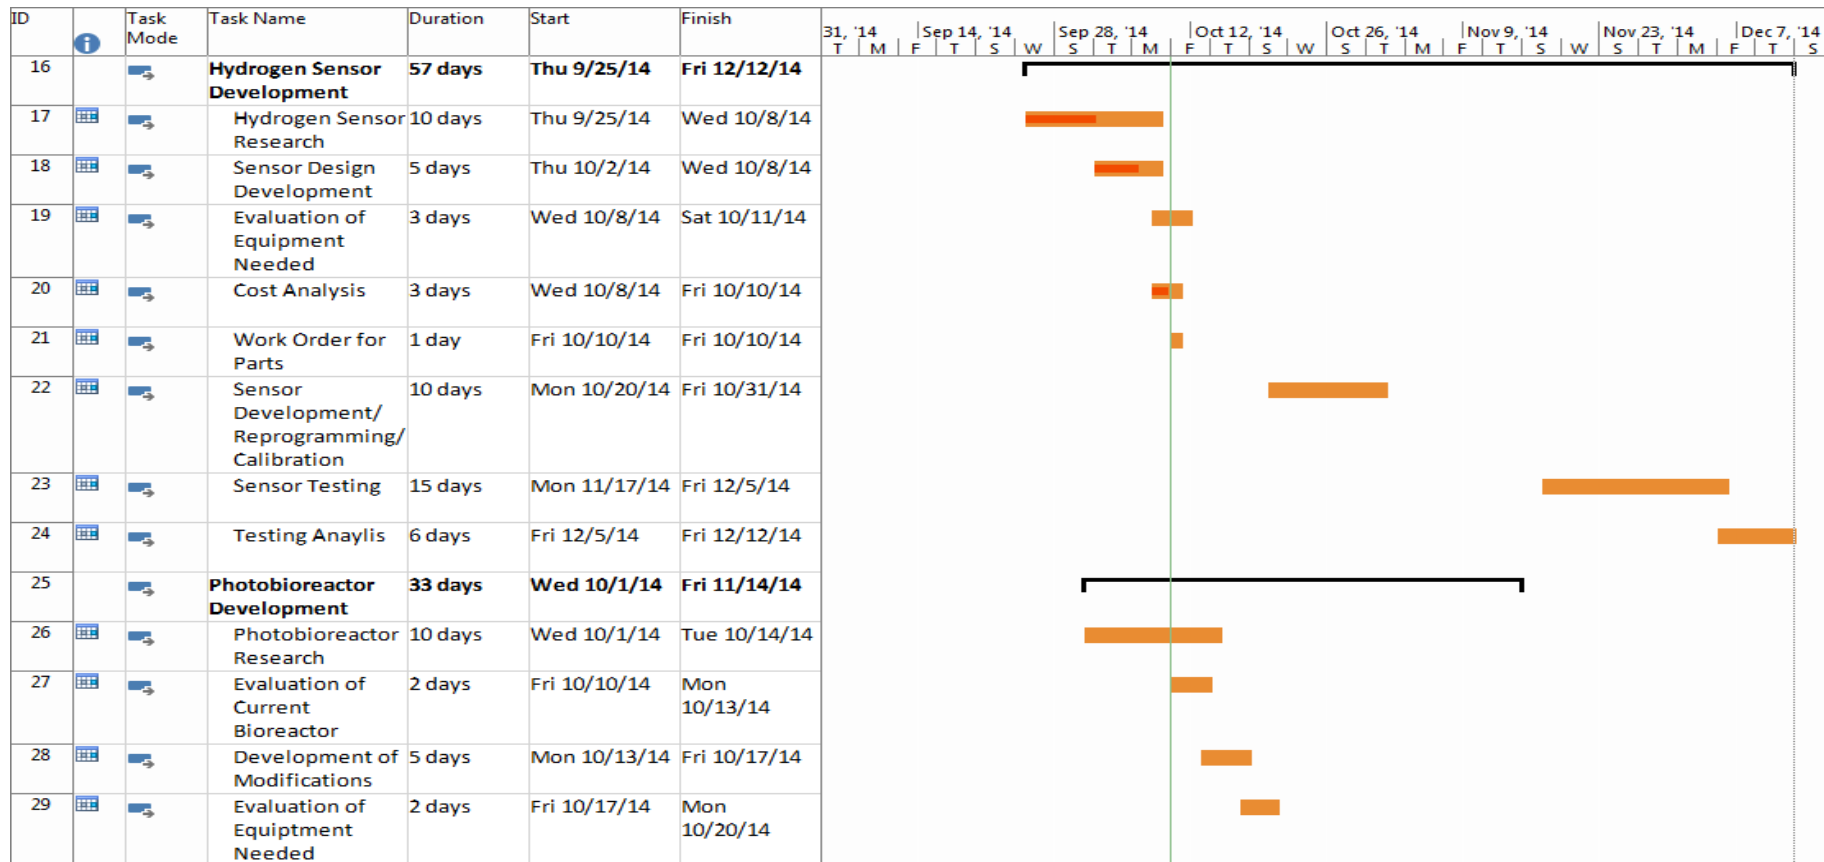 ID Task Mode Task Name Duration Start Finish
31, '14 Sep 14, '14 Sep 28, '14 Oct 12, '14 Oct 26, '14 Nov 9, '14 Nov 23, '14 Dec 7, '14
T M F T S W S T M F T S W S T M F T S W S T M F T S
16 Hydrogen Sensor 57 days Thu 9/25/14 Fri 12/12/14
Development
17 Hydrogen Sensor 10 days Thu 9/25/14 Wed 10/8/14
Research
18 Sensor Design 5 days Thu 10/2/14 Wed 10/8/14
Development
19 Evaluation of 3 days Wed 10/8/14 Sat 10/11/14
Equipment
Needed
20 Cost Analysis 3 days Wed 10/8/14 Fri 10/10/14
21 Work Order for 1 day Fri 10/10/14 Fri 10/10/14
Parts
22 Sensor 10 days Mon 10/20/14 Fri 10/31/14
Development/
Reprogramming/
Calibration
23 Sensor Testing 15 days Mon 11/17/14 Fri 12/5/14
24 Testing Anaylis 6 days Fri 12/5/14 Fri 12/12/14
25 Photobioreactor 33 days Wed 10/1/14 Fri 11/14/14
Development
26 Photobioreactor 10 days Wed 10/1/14 Tue 10/14/14
Research
27 Evaluation of 2 days Fri 10/10/14 Mon
Current 10/13/14
Bioreactor
28 Development of 5 days Mon 10/13/14 Fri 10/17/14
Modifications
29 Evaluation of 2 days Fri 10/17/14 Mon
Equiptment 10/20/14
Needed